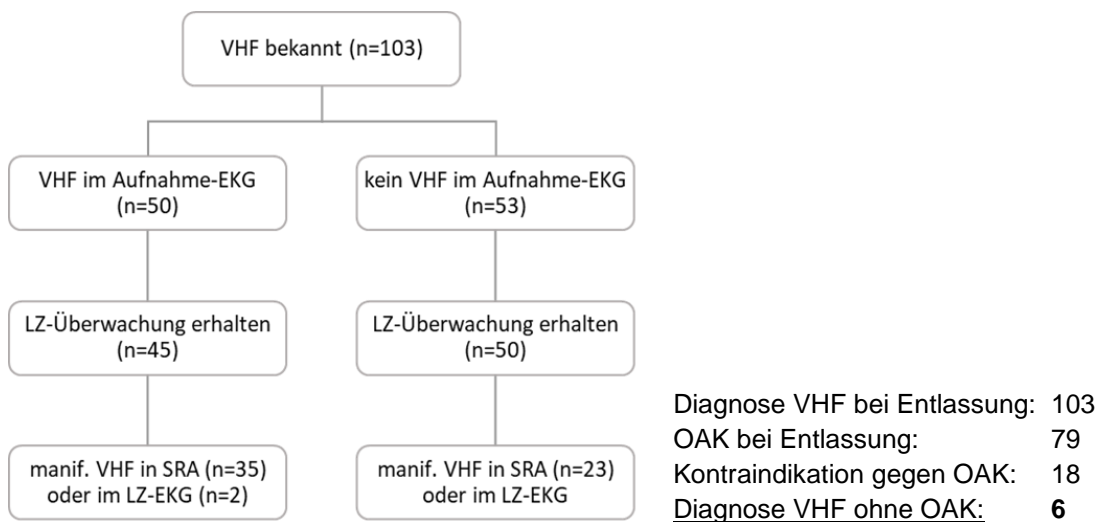 VHF bekannt (n=103)
VHF im Aufnahme-EKG
(n=50)
kein VHF im Aufnahme-EKG
(n=53)
LZ-Überwachung erhalten
(n=45)
LZ-Überwachung erhalten
(n=50)
manif. VHF in SRA (n=35)
oder im LZ-EKG (n=2)
manif. VHF in SRA (n=23)
oder im LZ-EKG
Diagnose VHF bei Entlassung: 103
OAK bei Entlassung: 79
Kontraindikation gegen OAK: 18
Diagnose VHF ohne OAK: 6